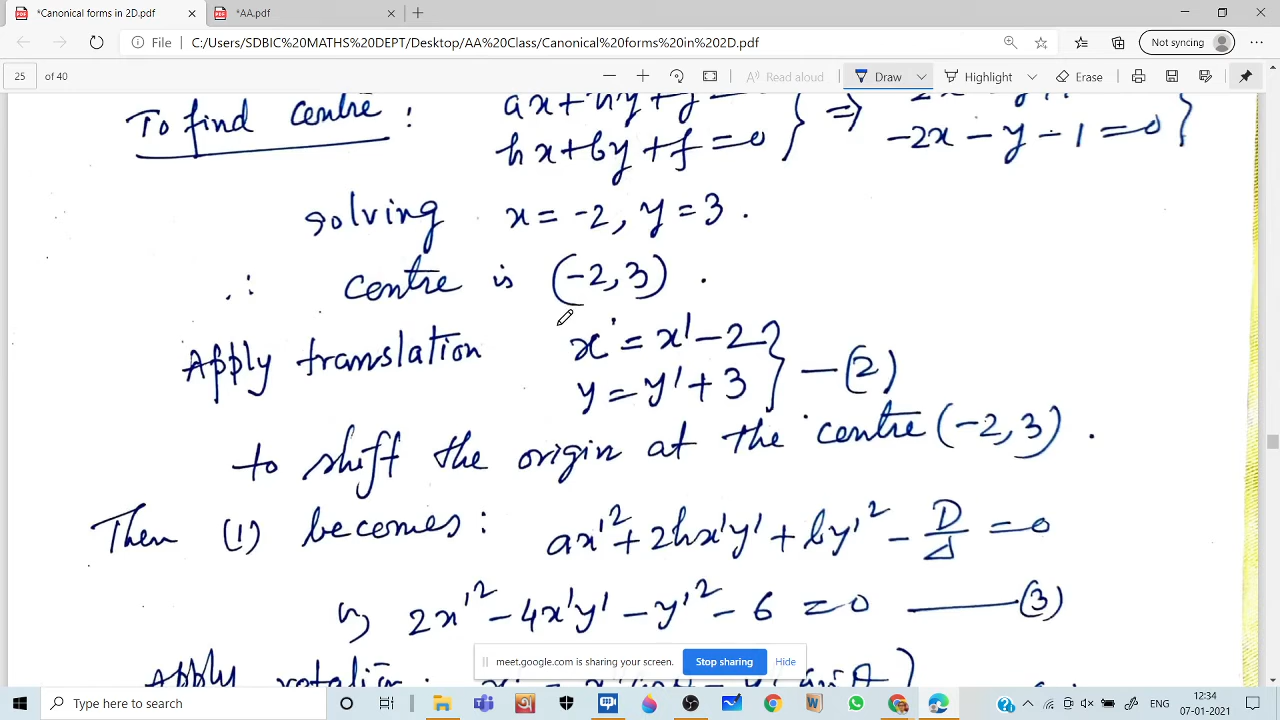 *Canonical forms in 2D.pdf × *AA.pdf × +
File C:/Users/SDBIC%20MATHS%20DEPT/Desktop/AA%20Class/Canonical%20forms%20in%202D.pdf Not syncing
25 of 40 Read aloud Draw Highlight Erase
To find centre :
hx+by+f=0 } ⇒ -2x-y-1=0 }
solving x = -2, y = 3 .
∴ centre is (-2, 3) .
Apply translation x = x' - 2
y = y' + 3 } — (2)
to shift the origin at the centre (-2, 3) .
Then (1) becomes : ax'² + 2hx'y' + by'² - D/Δ = 0
2x'² - 4x'y' - y'² - 6 = 0 —— (3)
meet.google.com is sharing your screen. Stop sharing Hide
Apply rotation :
Type here to search
ENG
12:34
07-01-2021